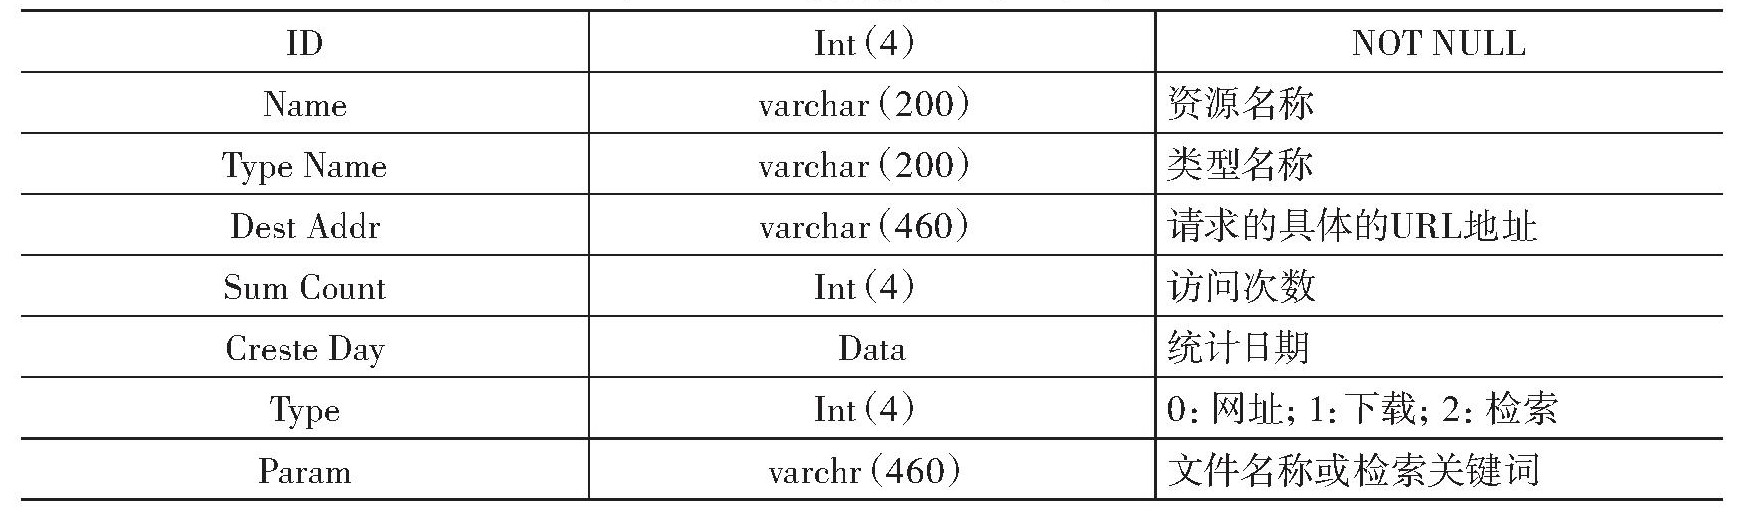 ID Int(4) NOT NULL
Name varchar(200) 资源名称
Type Name varchar(200) 类型名称
Dest Addr varchar(460) 请求的具体的URL地址
Sum Count Int(4) 访问次数
Creste Day Data 统计日期
Type Int(4) 0: 网址; 1: 下载; 2: 检索
Param varchr(460) 文件名称或检索关键词